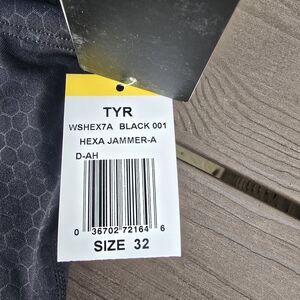 TYR
WSHEX7A BLACK 001
HEXA JAMMER-A
D-AH
0 36702 72164 6
SIZE 32